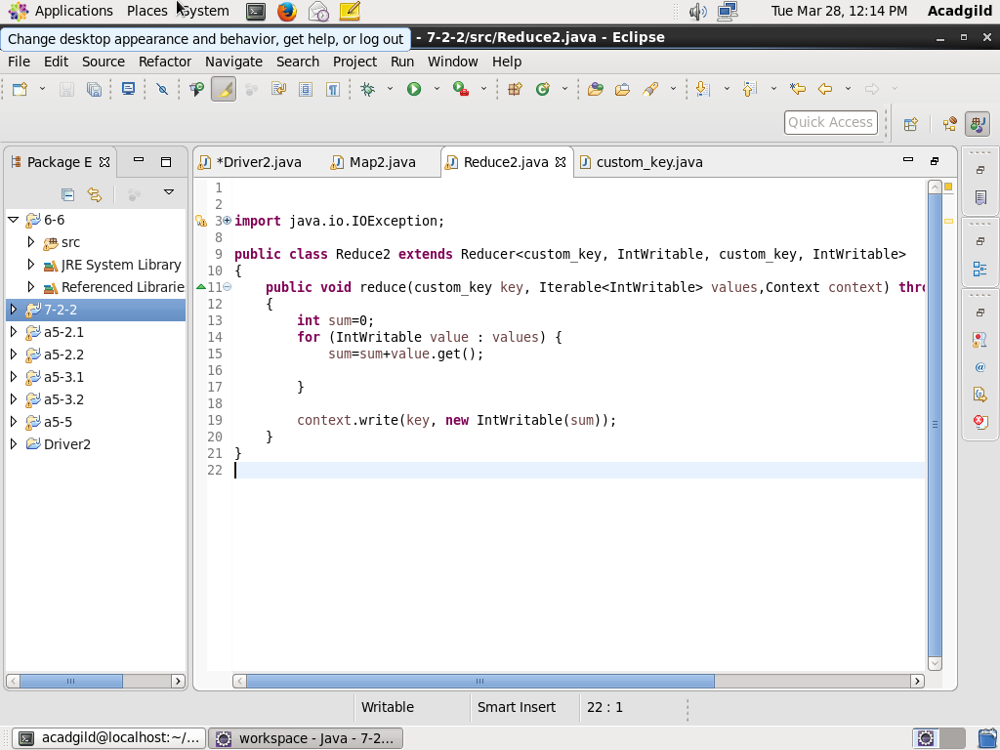 Applications Places System Tue Mar 28, 12:14 PM Acadgild
Change desktop appearance and behavior, get help, or log out - 7-2-2/src/Reduce2.java - Eclipse
File Edit Source Refactor Navigate Search Project Run Window Help
Quick Access
Package E *Driver2.java Map2.java Reduce2.java custom_key.java
6-6
src
JRE System Library
Referenced Librarie
7-2-2
a5-2.1
a5-2.2
a5-3.1
a5-3.2
a5-5
Driver2
1
2
3 import java.io.IOException;
8
9 public class Reduce2 extends Reducer<custom_key, IntWritable, custom_key, IntWritable>
10 {
11 public void reduce(custom_key key, Iterable<IntWritable> values,Context context) thro
12 {
13 int sum=0;
14 for (IntWritable value : values) {
15 sum=sum+value.get();
16
17 }
18
19 context.write(key, new IntWritable(sum));
20 }
21 }
22
Writable Smart Insert 22 : 1
acadgild@localhost:~/... workspace - Java - 7-2...